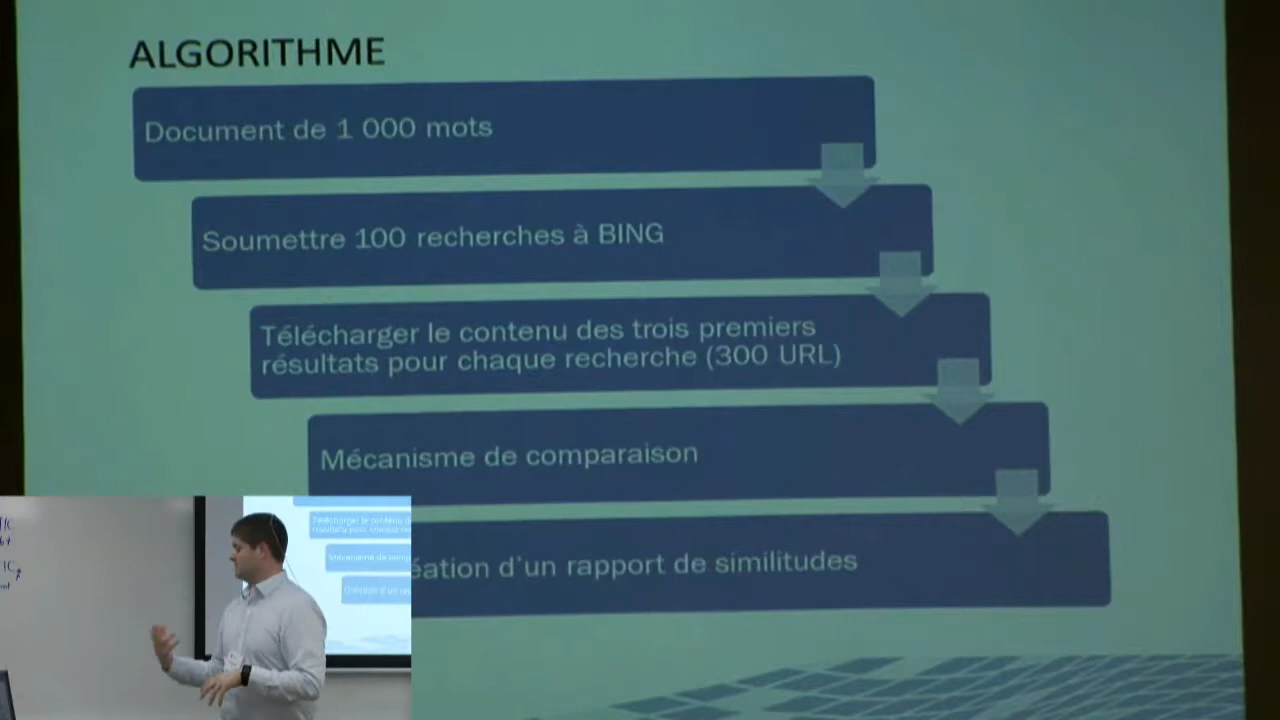 ALGORITHME
Document de 1 000 mots
Soumettre 100 recherches à BING
Télécharger le contenu des trois premiers
résultats pour chaque recherche (300 URL)
Mécanisme de comparaison
éation d'un rapport de similitudes